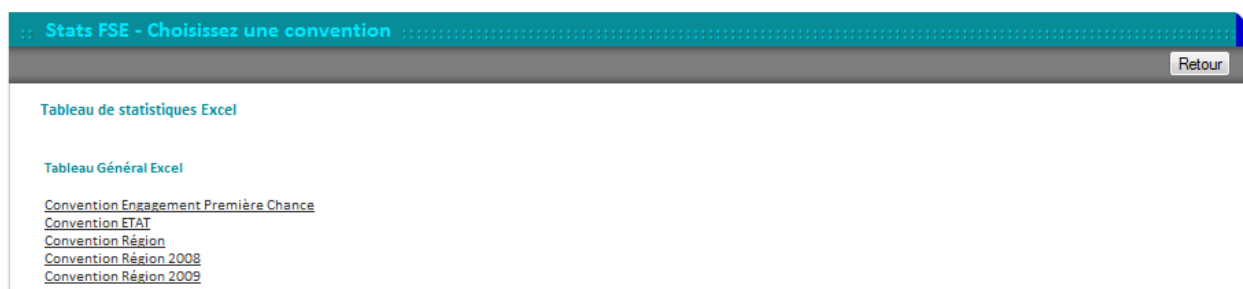 Stats FSE - Choisissez une convention
Retour
Tableau de statistiques Excel
Tableau Général Excel
Convention Engagement Première Chance
Convention ETAT
Convention Région
Convention Région 2008
Convention Région 2009